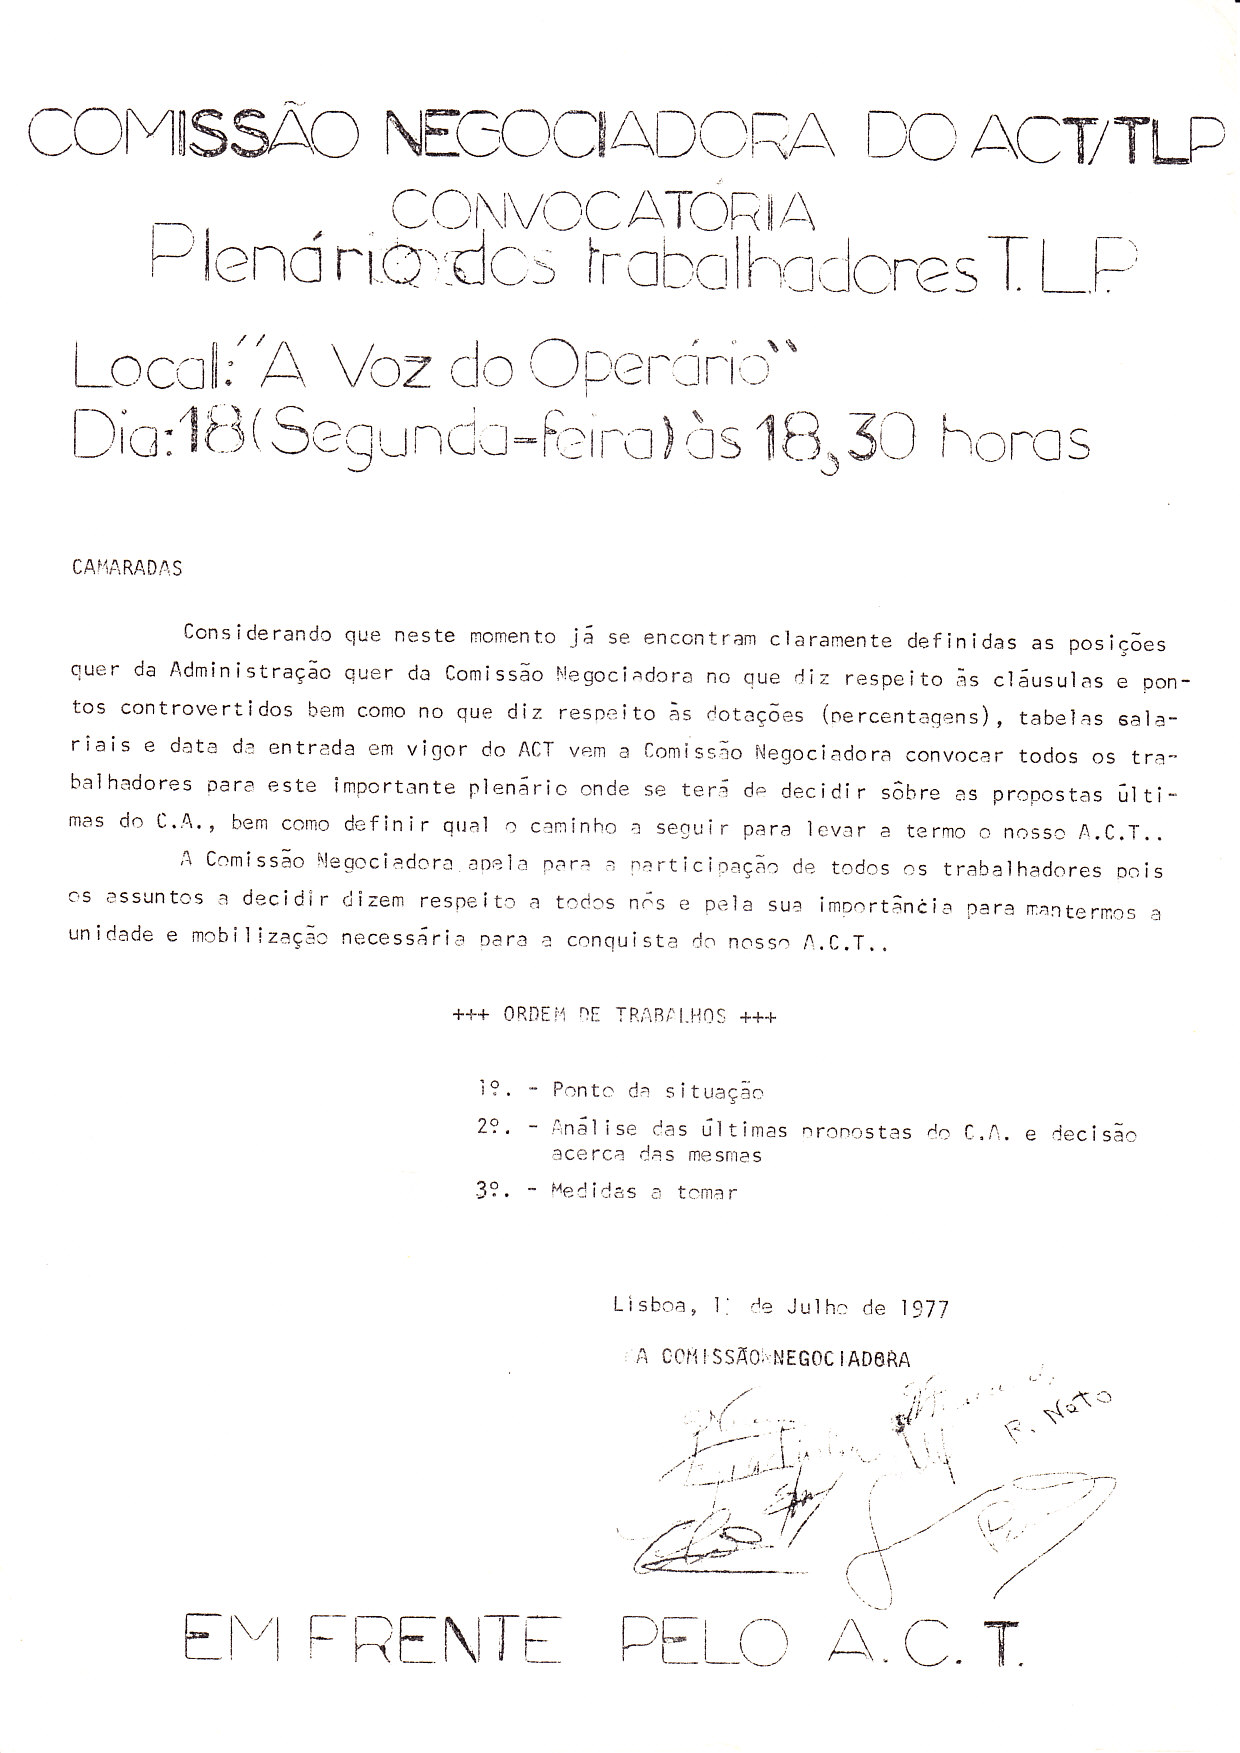 COMISSÃO NEGOCIADORA DO ACT/TLP
CONVOCATÓRIA
Plenário dos trabalhadores T.L.P.
Local: "A Voz do Operário"
Dia: 18 (Segunda-feira) às 18,30 horas
CAMARADAS
Considerando que neste momento já se encontram claramente definidas as posições
quer da Administração quer da Comissão Negociadora no que diz respeito às cláusulas e pon-
tos controvertidos bem como no que diz respeito às dotações (percentagens), tabelas sala-
riais e data da entrada em vigor do ACT vem a Comissão Negociadora convocar todos os tra-
balhadores para este importante plenário onde se terá de decidir sôbre as propostas últi-
mas do C.A., bem como definir qual o caminho a seguir para levar a termo o nosso A.C.T..
A Comissão Negociadora apela para a participação de todos os trabalhadores pois
os assuntos a decidir dizem respeito a todos nós e pela sua importância para mantermos a
unidade e mobilização necessária para a conquista do nosso A.C.T..
+++ ORDEM DE TRABALHOS +++
1º. - Ponto da situação
2º. - Análise das últimas propostas do C.A. e decisão
acerca das mesmas
3º. - Medidas a tomar
Lisboa, de Julho de 1977
A COMISSÃO NEGOCIADORA
F. Neto
EM FRENTE PELO A.C.T.